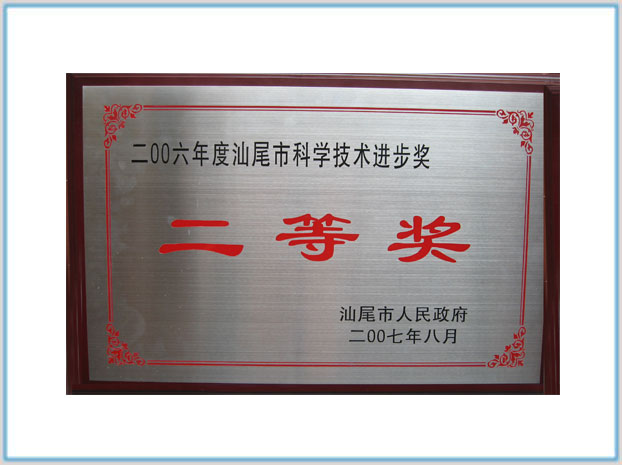 二00六年度汕尾市科学技术进步奖
二等奖
汕尾市人民政府
二00七年八月